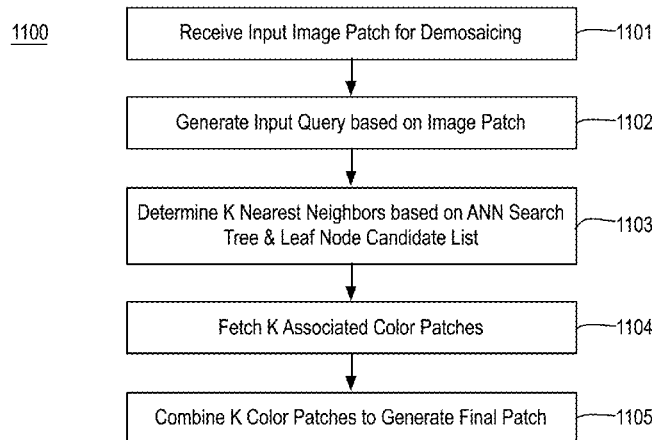 1100
Receive Input Image Patch for Demosaicing
1101
Generate Input Query based on Image Patch
1102
Determine K Nearest Neighbors based on ANN Search
Tree & Leaf Node Candidate List
1103
Fetch K Associated Color Patches
1104
Combine K Color Patches to Generate Final Patch
1105